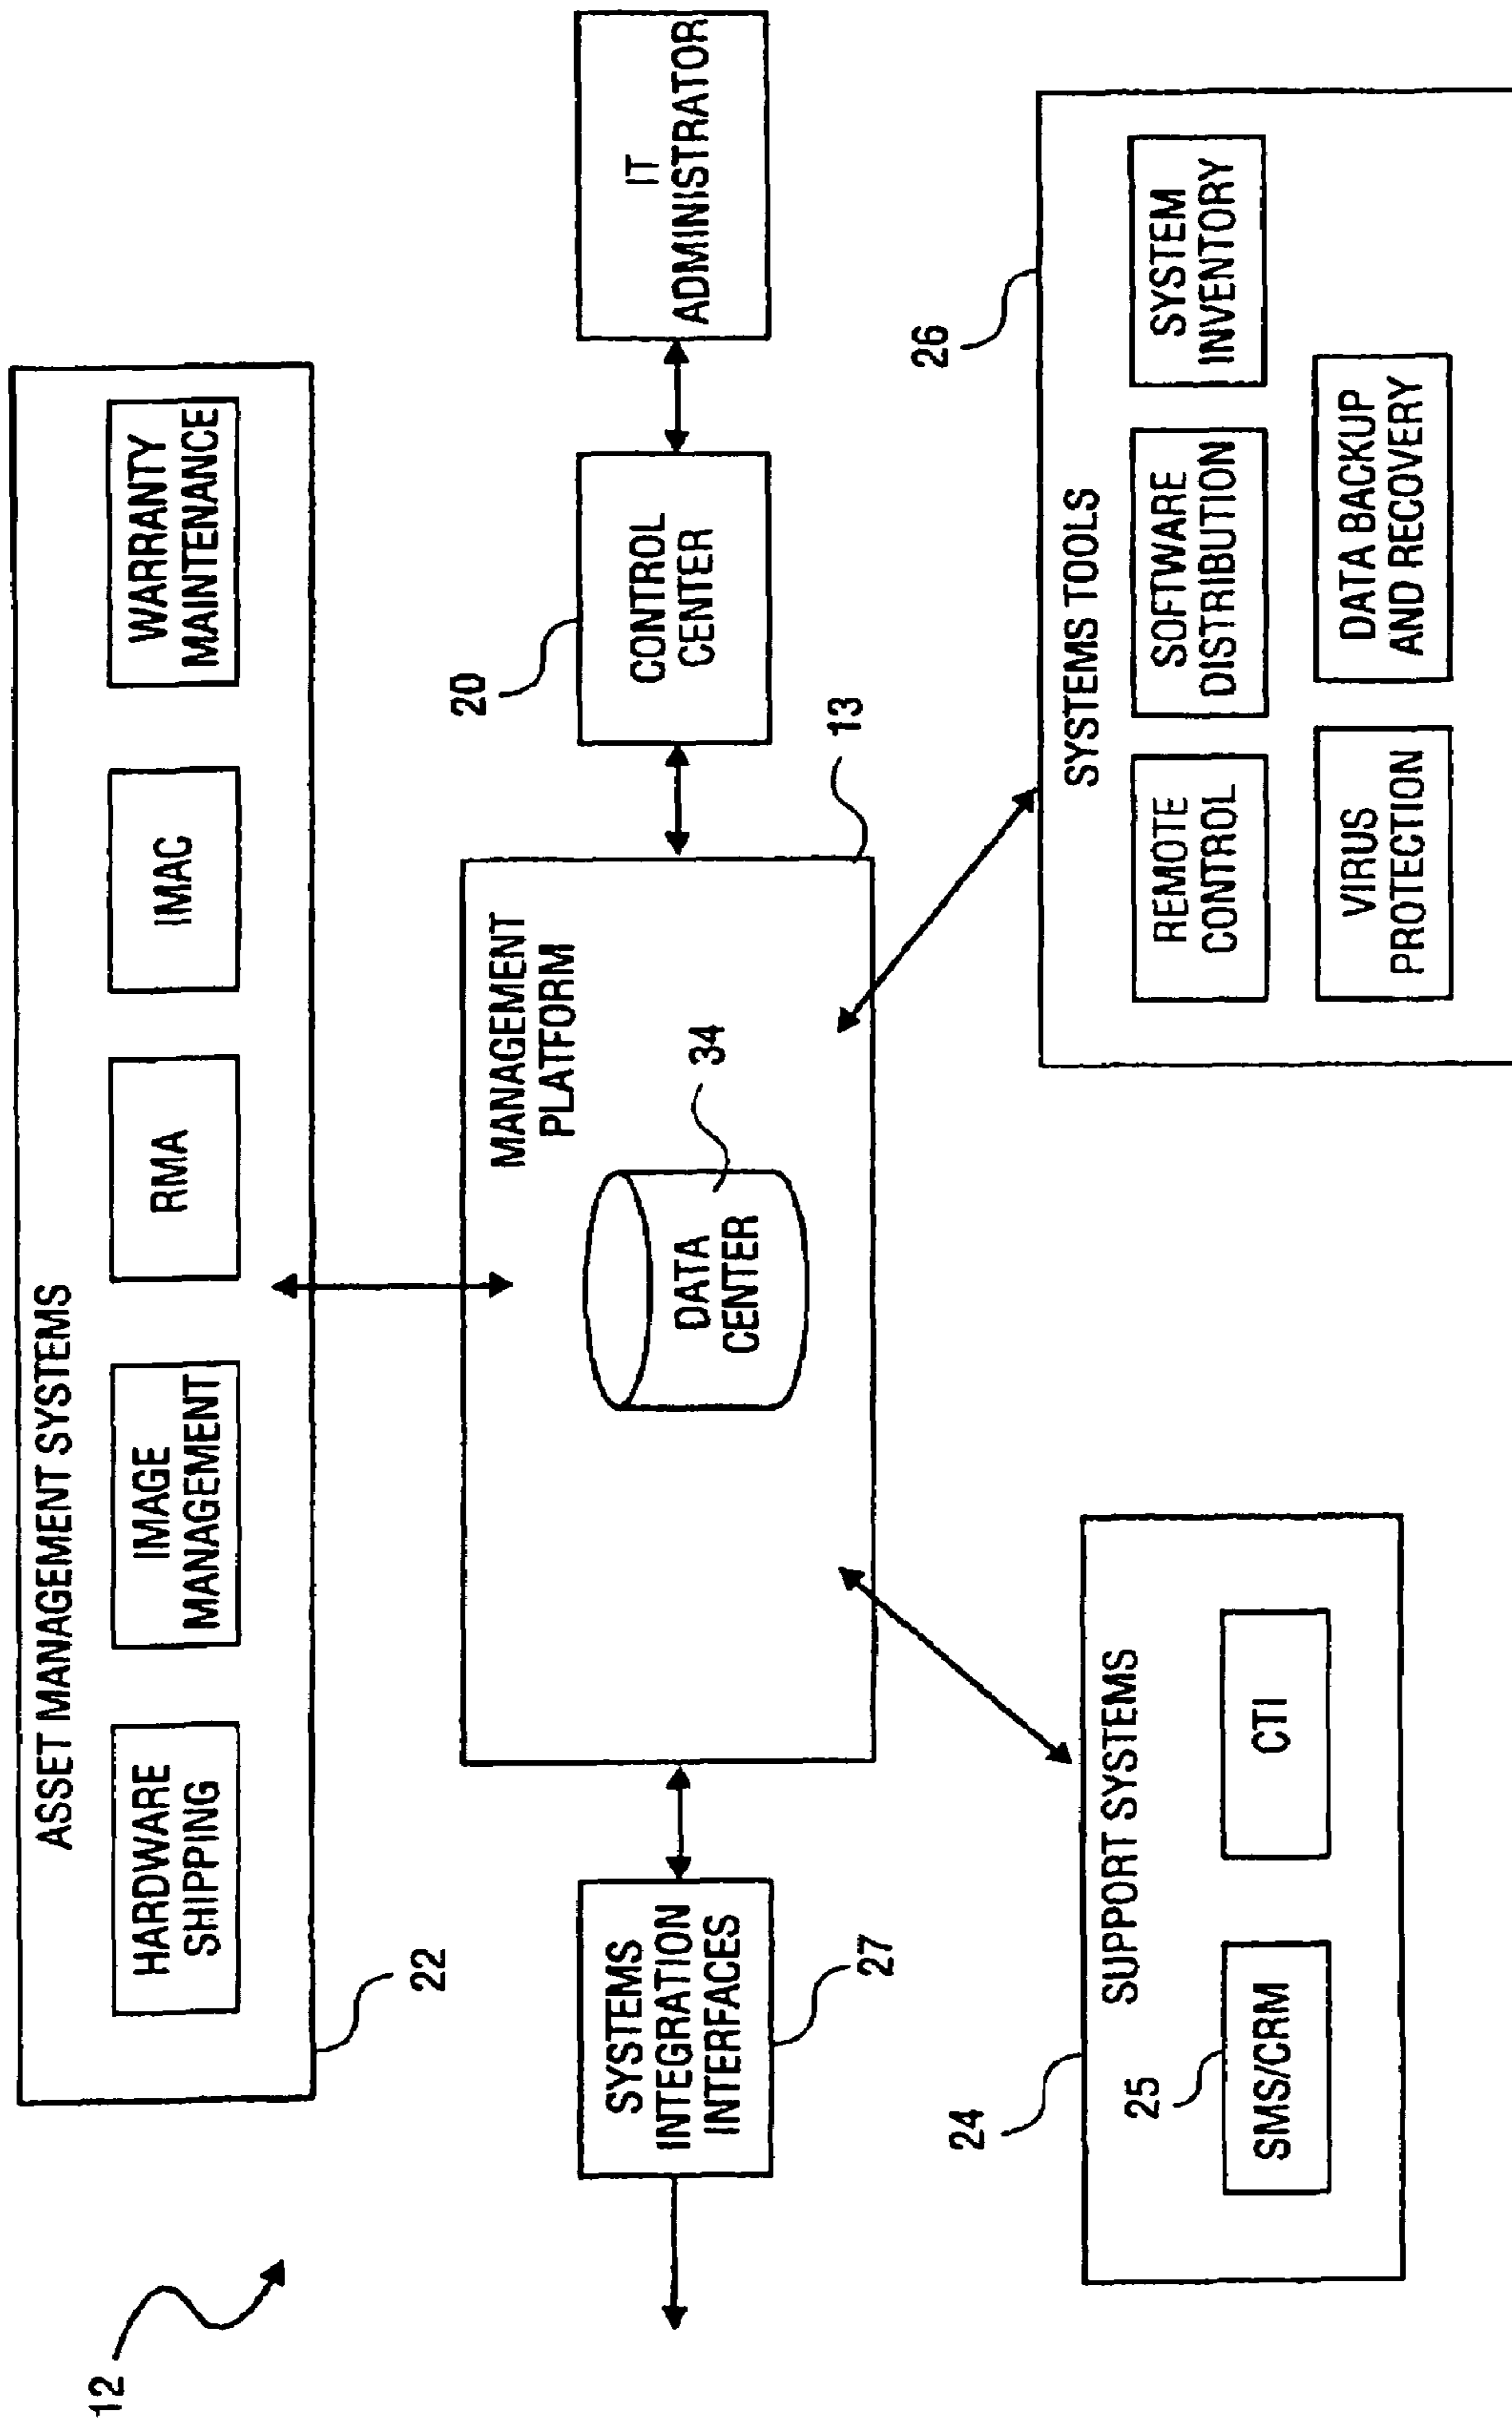 12
ASSET MANAGEMENT SYSTEMS
HARDWARE
SHIPPING
IMAGE
MANAGEMENT
RMA
IMAC
WARRANTY
MAINTENANCE
22
SYSTEMS
INTEGRATION
INTERFACES
27
MANAGEMENT
PLATFORM
DATA
CENTER
34
13
20
CONTROL
CENTER
IT
ADMINISTRATOR
24
SUPPORT SYSTEMS
25
SMS/CRM
CTI
26
SYSTEMS TOOLS
REMOTE
CONTROL
SOFTWARE
DISTRIBUTION
SYSTEM
INVENTORY
VIRUS
PROTECTION
DATA BACKUP
AND RECOVERY